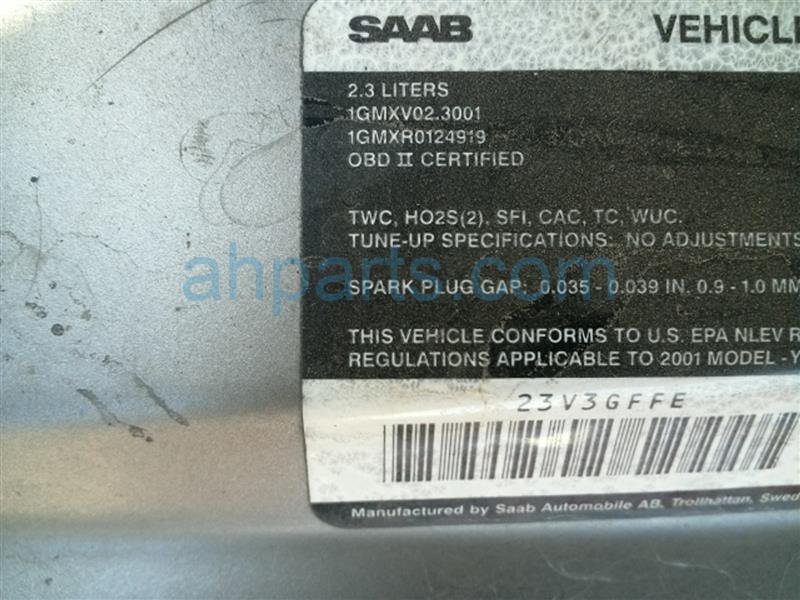 SAAB VEHICL
2.3 LITERS
1GMXV02.3001
1GMXR0124919
OBD II CERTIFIED
TWC, HO2S(2), SFI, CAC, TC, WUC.
TUNE-UP SPECIFICATIONS: NO ADJUSTMENTS
ahparts.com
SPARK PLUG GAP: 0.035 - 0.039 IN. 0.9 - 1.0 MM
THIS VEHICLE CONFORMS TO U.S. EPA NLEV R
REGULATIONS APPLICABLE TO 2001 MODEL - Y
23V3GFFE
Manufactured by Saab Automobile AB, Trollhattan, Swed